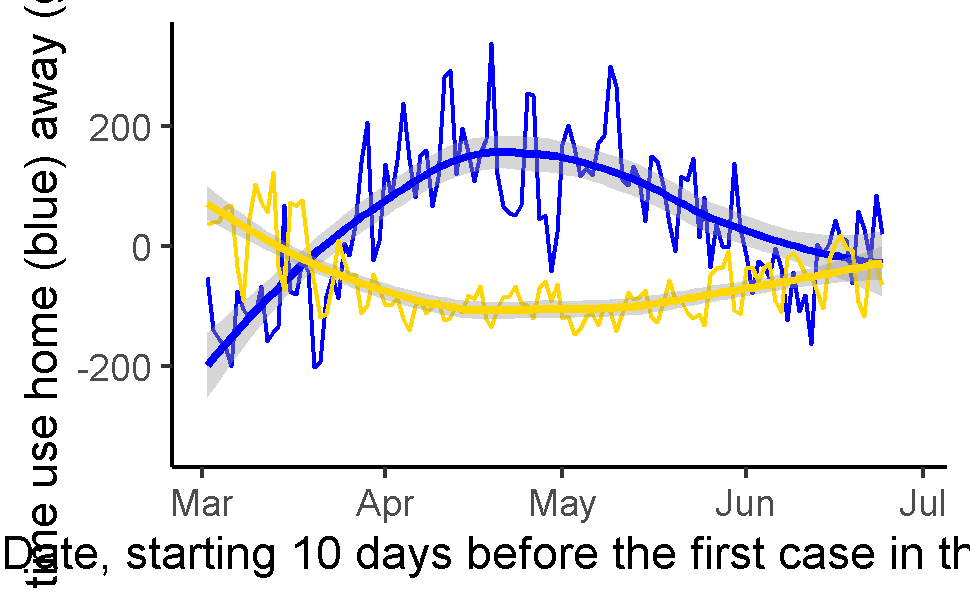 time use home (blue) away (
200
0
-200
Mar Apr May Jun Jul
Date, starting 10 days before the first case in th